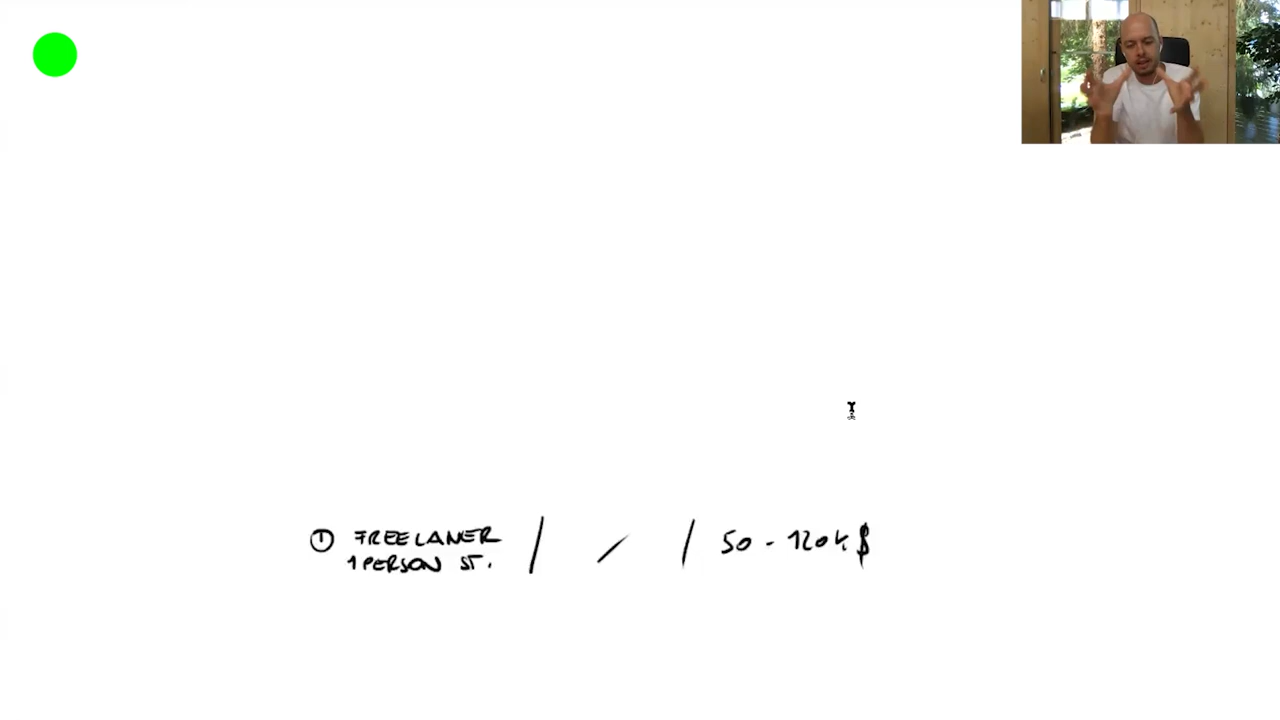 ① FREELANER / / / 50 - 120k $
1 PERSON ST.